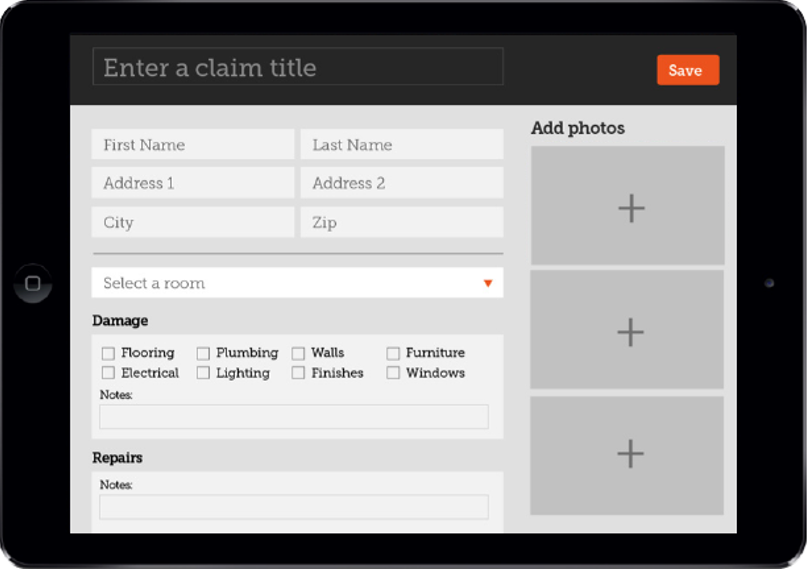 Enter a claim title
Save
First Name
Last Name
Address 1
Address 2
City
Zip
Select a room
Damage
Flooring
Plumbing
Walls
Furniture
Electrical
Lighting
Finishes
Windows
Notes:
Repairs
Notes:
Add photos